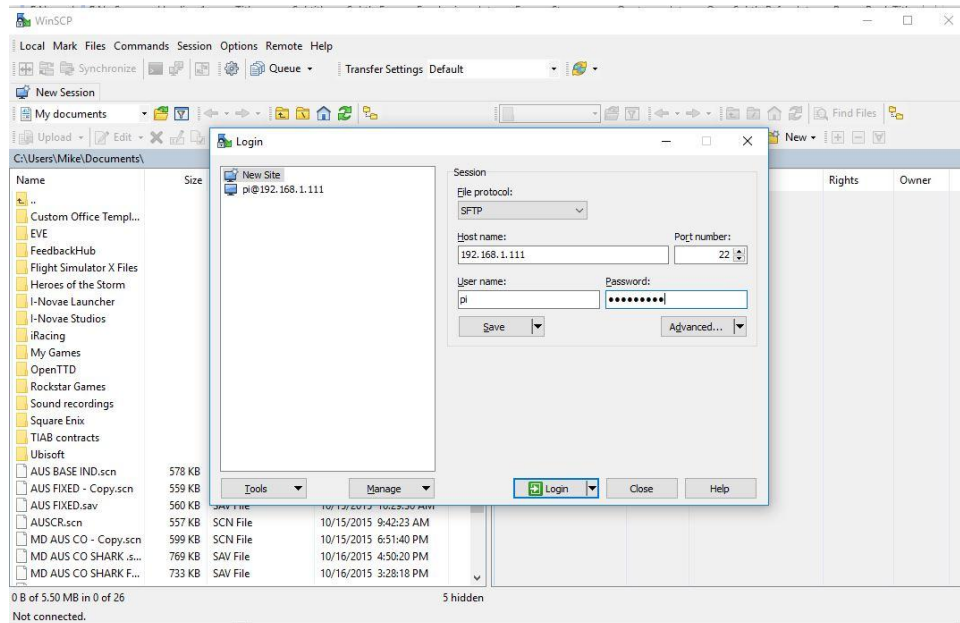 WinSCP
Local Mark Files Commands Session Options Remote Help
Synchronize Queue Transfer Settings Default
New Session
My documents Find Files
Upload Edit New
C:\Users\Mike\Documents\
Name Size Rights Owner
..
Custom Office Templ...
EVE
FeedbackHub
Flight Simulator X Files
Heroes of the Storm
I-Novae Launcher
I-Novae Studios
iRacing
My Games
OpenTTD
Rockstar Games
Sound recordings
Square Enix
TIAB contracts
Ubisoft
AUS BASE IND.scn 578 KB
AUS FIXED - Copy.scn 559 KB
AUS FIXED.sav 560 KB SAV File 10/15/2015 10:29:50 AM
AUSCR.scn 557 KB SCN File 10/15/2015 9:42:23 AM
MD AUS CO - Copy.scn 599 KB SCN File 10/15/2015 6:51:40 PM
MD AUS CO SHARK .s... 769 KB SAV File 10/16/2015 4:50:20 PM
MD AUS CO SHARK F... 733 KB SAV File 10/16/2015 3:28:18 PM
0 B of 5.50 MB in 0 of 26 5 hidden
Not connected.
Login
New Site
pi@192.168.1.111
Session
File protocol:
SFTP
Host name: Port number:
192.168.1.111 22
User name: Password:
pi •••••••••
Save Advanced...
Tools Manage Login Close Help